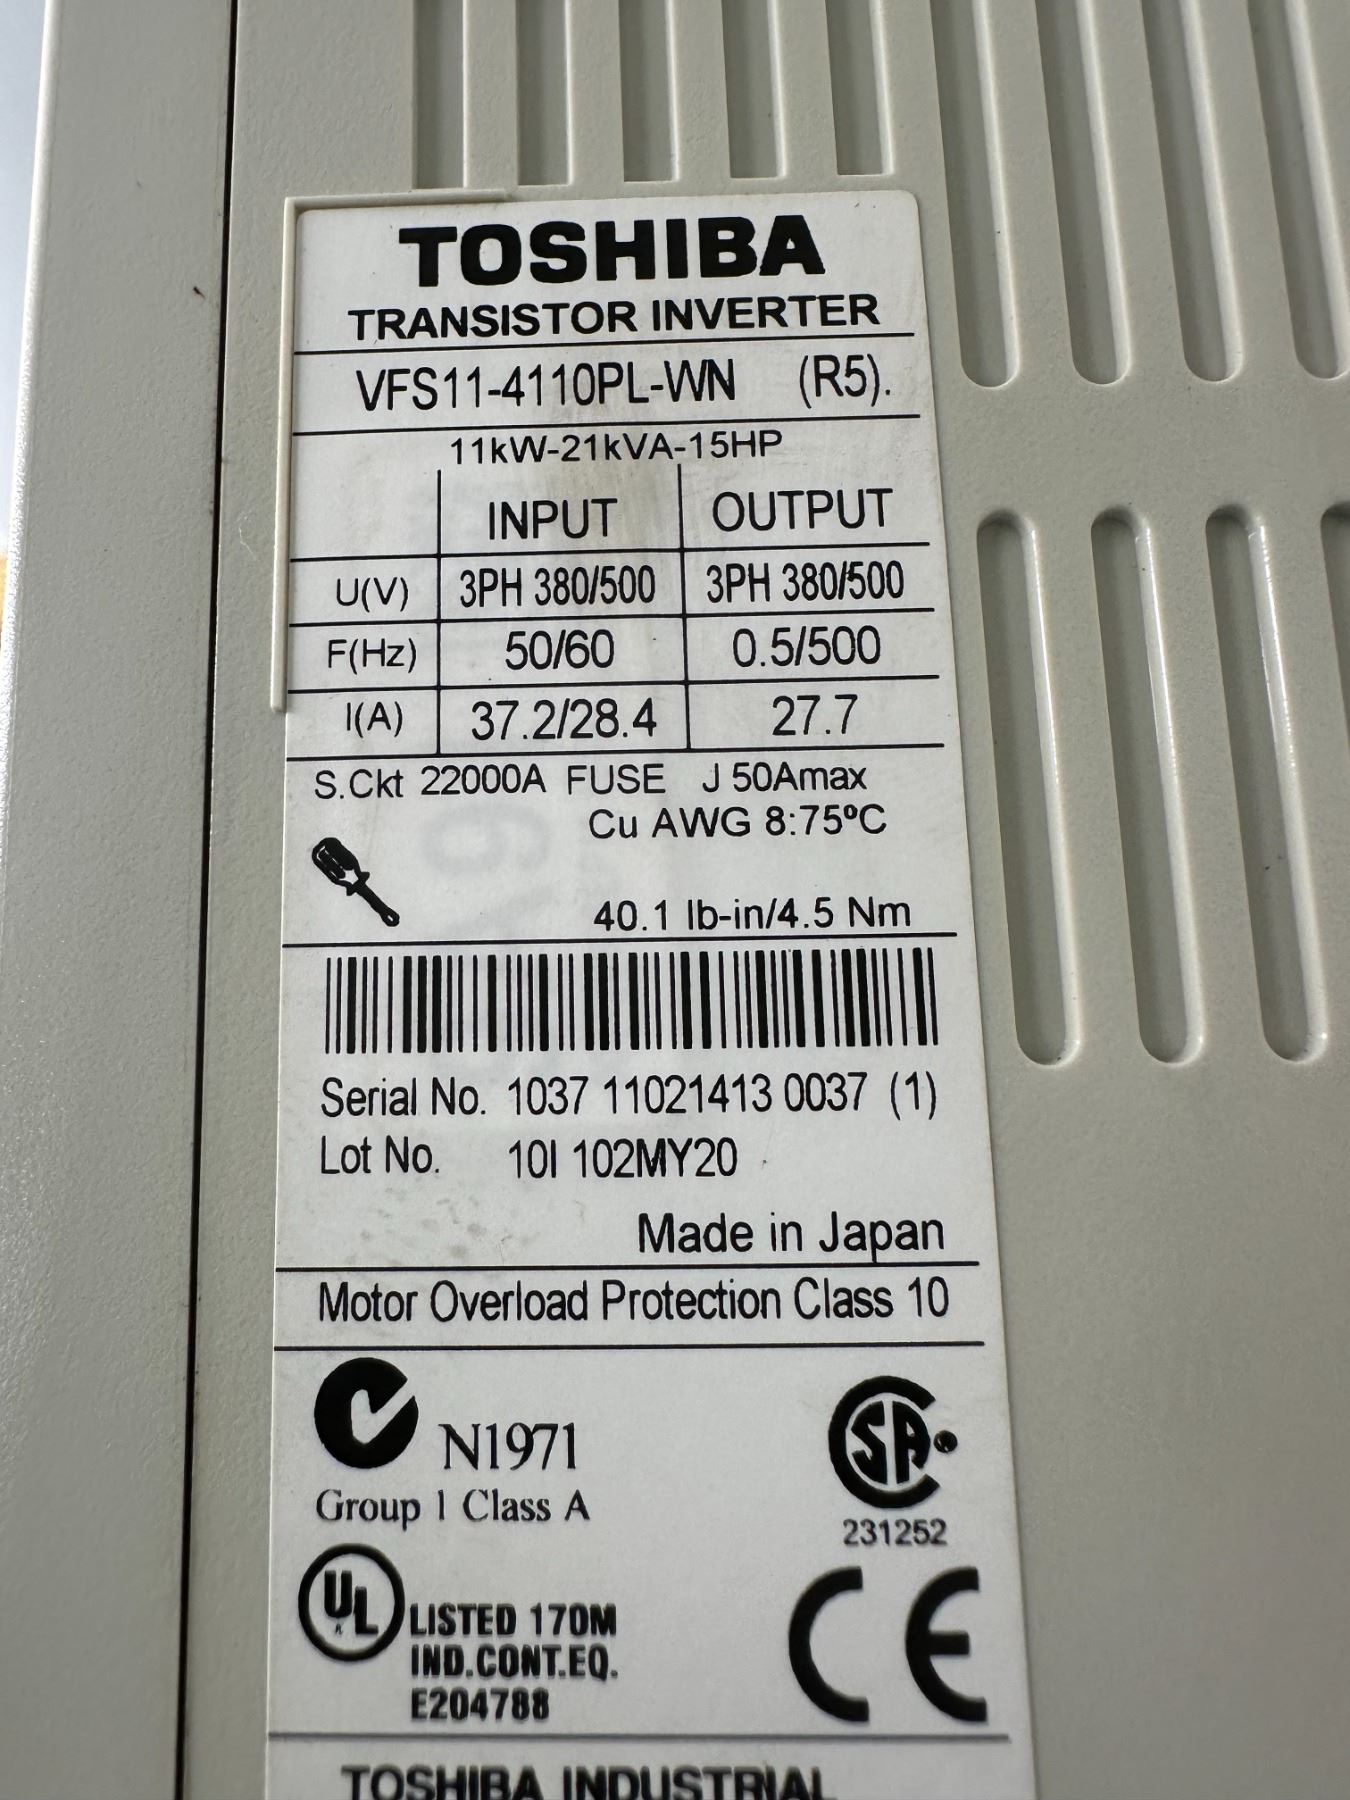 TOSHIBA
TRANSISTOR INVERTER
VFS11-4110PL-WN (R5).
11kW-21kVA-15HP
INPUT OUTPUT
U(V) 3PH 380/500 3PH 380/500
F(Hz) 50/60 0.5/500
I(A) 37.2/28.4 27.7
S.Ckt 22000A FUSE J 50Amax
Cu AWG 8:75ºC
40.1 lb-in/4.5 Nm
Serial No. 1037 11021413 0037 (1)
Lot No. 10I 102MY20
Made in Japan
Motor Overload Protection Class 10
N1971
Group 1 Class A
SA
231252
UL LISTED 170M
IND.CONT.EQ.
E204788
CE
TOSHIBA INDUSTRIAL